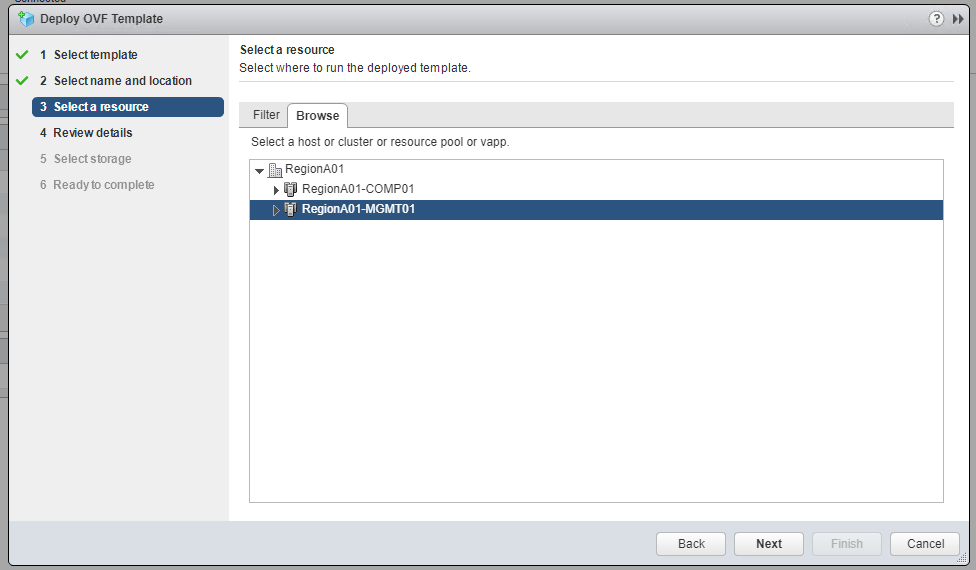 Connected
Deploy OVF Template
?
1 Select template
2 Select name and location
3 Select a resource
4 Review details
5 Select storage
6 Ready to complete
Select a resource
Select where to run the deployed template.
Filter Browse
Select a host or cluster or resource pool or vapp.
RegionA01
RegionA01-COMP01
RegionA01-MGMT01
Back Next Finish Cancel